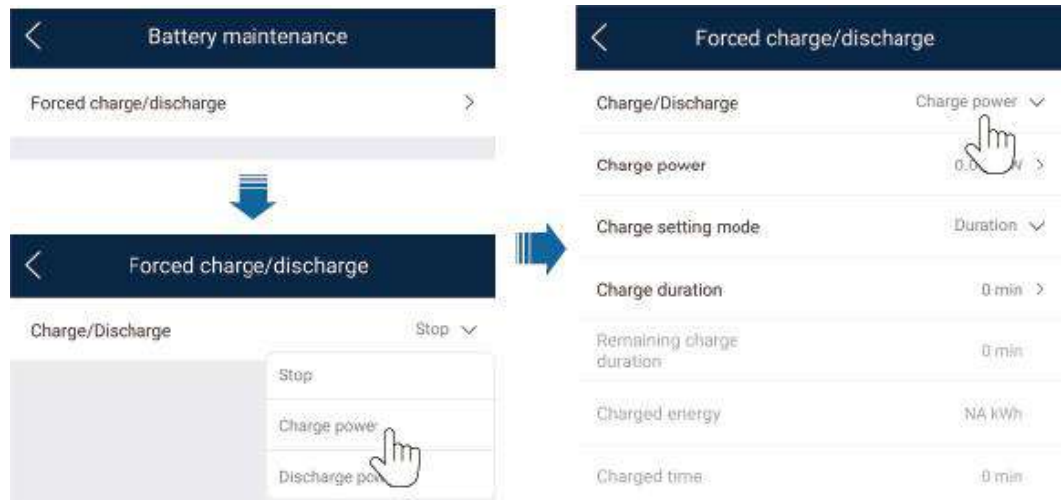 Battery maintenance
Forced charge/discharge
Forced charge/discharge
Charge/Discharge Stop
Stop
Charge power
Discharge
Forced charge/discharge
Charge/Discharge Charge power
Charge power
Charge setting mode Duration
Charge duration 0 min
Remaining charge
duration 0 min
Charged energy NA kWh
Charged time 0 min